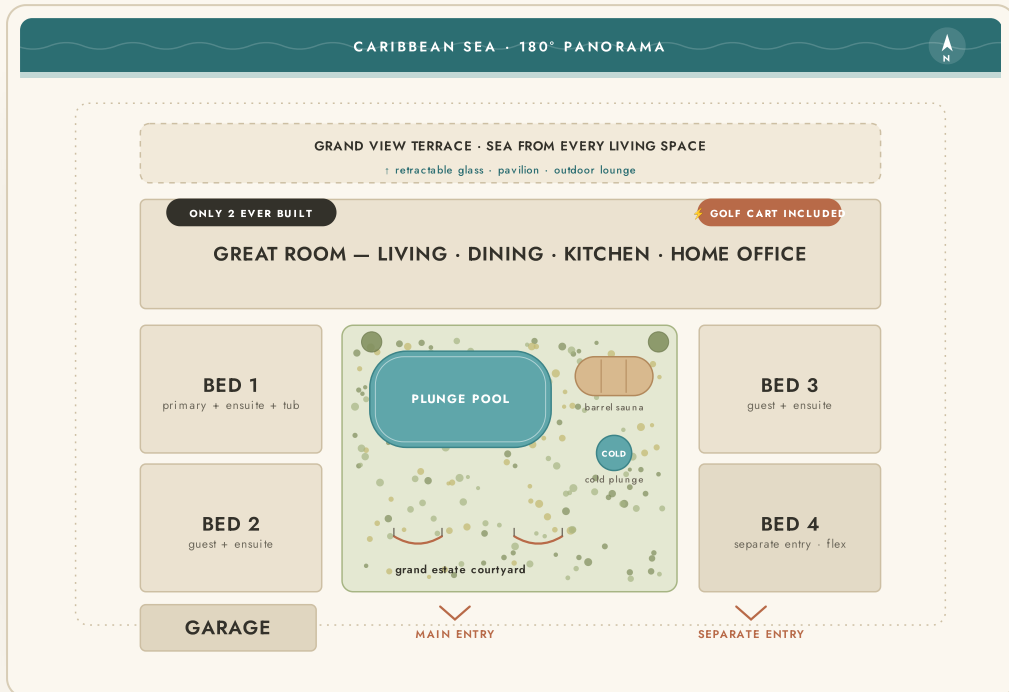 CARIBBEAN SEA · 180° PANORAMA
N
GRAND VIEW TERRACE · SEA FROM EVERY LIVING SPACE
↑ retractable glass · pavilion · outdoor lounge
ONLY 2 EVER BUILT
⚡ GOLF CART INCLUDED
GREAT ROOM — LIVING · DINING · KITCHEN · HOME OFFICE
BED 1
primary + ensuite + tub
PLUNGE POOL
barrel sauna
BED 3
guest + ensuite
COLD
cold plunge
BED 2
guest + ensuite
BED 4
separate entry · flex
grand estate courtyard
GARAGE
MAIN ENTRY
SEPARATE ENTRY